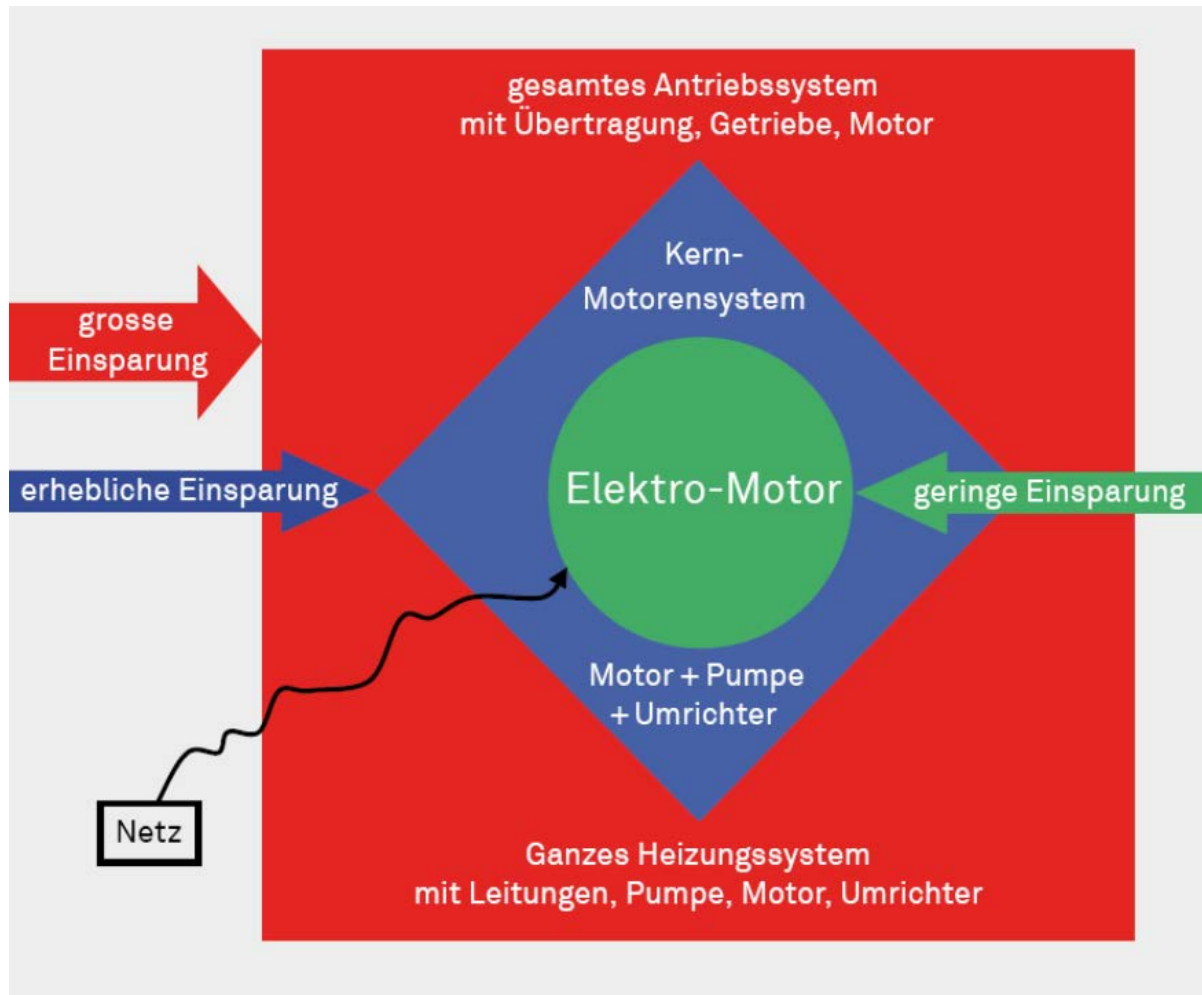 gesamtes Antriebssystem
mit Übertragung, Getriebe, Motor
Kern-
Motorensystem
grosse
Einsparung
erhebliche Einsparung
Elektro-Motor
geringe Einsparung
Motor + Pumpe
+ Umrichter
Netz
Ganzes Heizungssystem
mit Leitungen, Pumpe, Motor, Umrichter